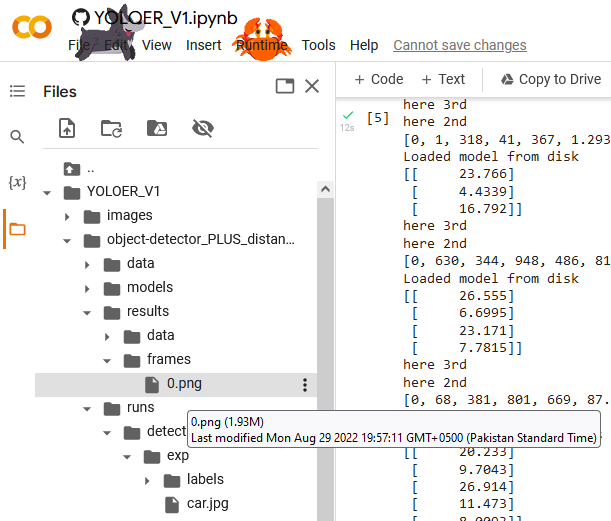 YOLOER_V1.ipynb
File Edit View Insert Runtime Tools Help Cannot save changes
Files
+ Code + Text Copy to Drive
{x}
..
YOLOER_V1
images
object-detector_PLUS_distan...
data
models
results
data
frames
0.png
runs
detect
exp
labels
car.jpg
0.png (1.93M)
Last modified Mon Aug 29 2022 19:57:11 GMT+0500 (Pakistan Standard Time)
[5]
12s
here 3rd
here 2nd
[0, 1, 318, 41, 367, 1.293
Loaded model from disk
[[ 23.766]
[ 4.4339]
[ 16.792]]
here 3rd
here 2nd
[0, 630, 344, 948, 486, 81
Loaded model from disk
[[ 26.555]
[ 6.6995]
[ 23.171]
[ 7.7815]]
here 3rd
here 2nd
[0, 68, 381, 801, 669, 87.
[[ 20.233]
[ 9.7043]
[ 26.914]
[ 11.473]